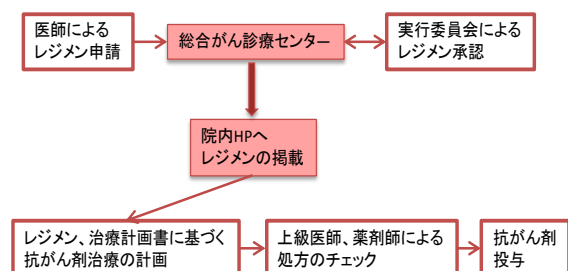 医師による
レジメン申請
総合がん診療センター
実行委員会による
レジメン承認
院内HPへ
レジメンの掲載
レジメン、治療計画書に基づく
抗がん剤治療の計画
上級医師、薬剤師による
処方のチェック
抗がん剤
投与